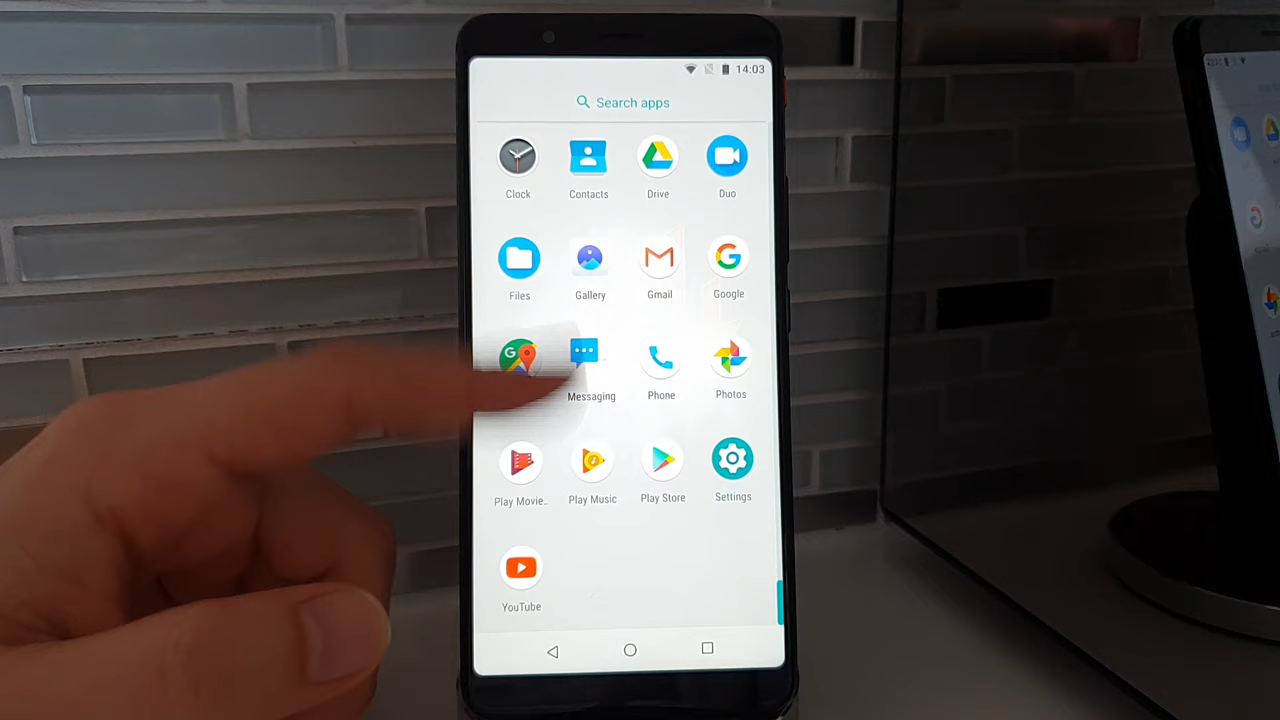 14:03
Search apps
Clock Contacts Drive Duo
Files Gallery Gmail Google
G
Messaging Phone Photos
Play Movie.. Play Music Play Store Settings
YouTube